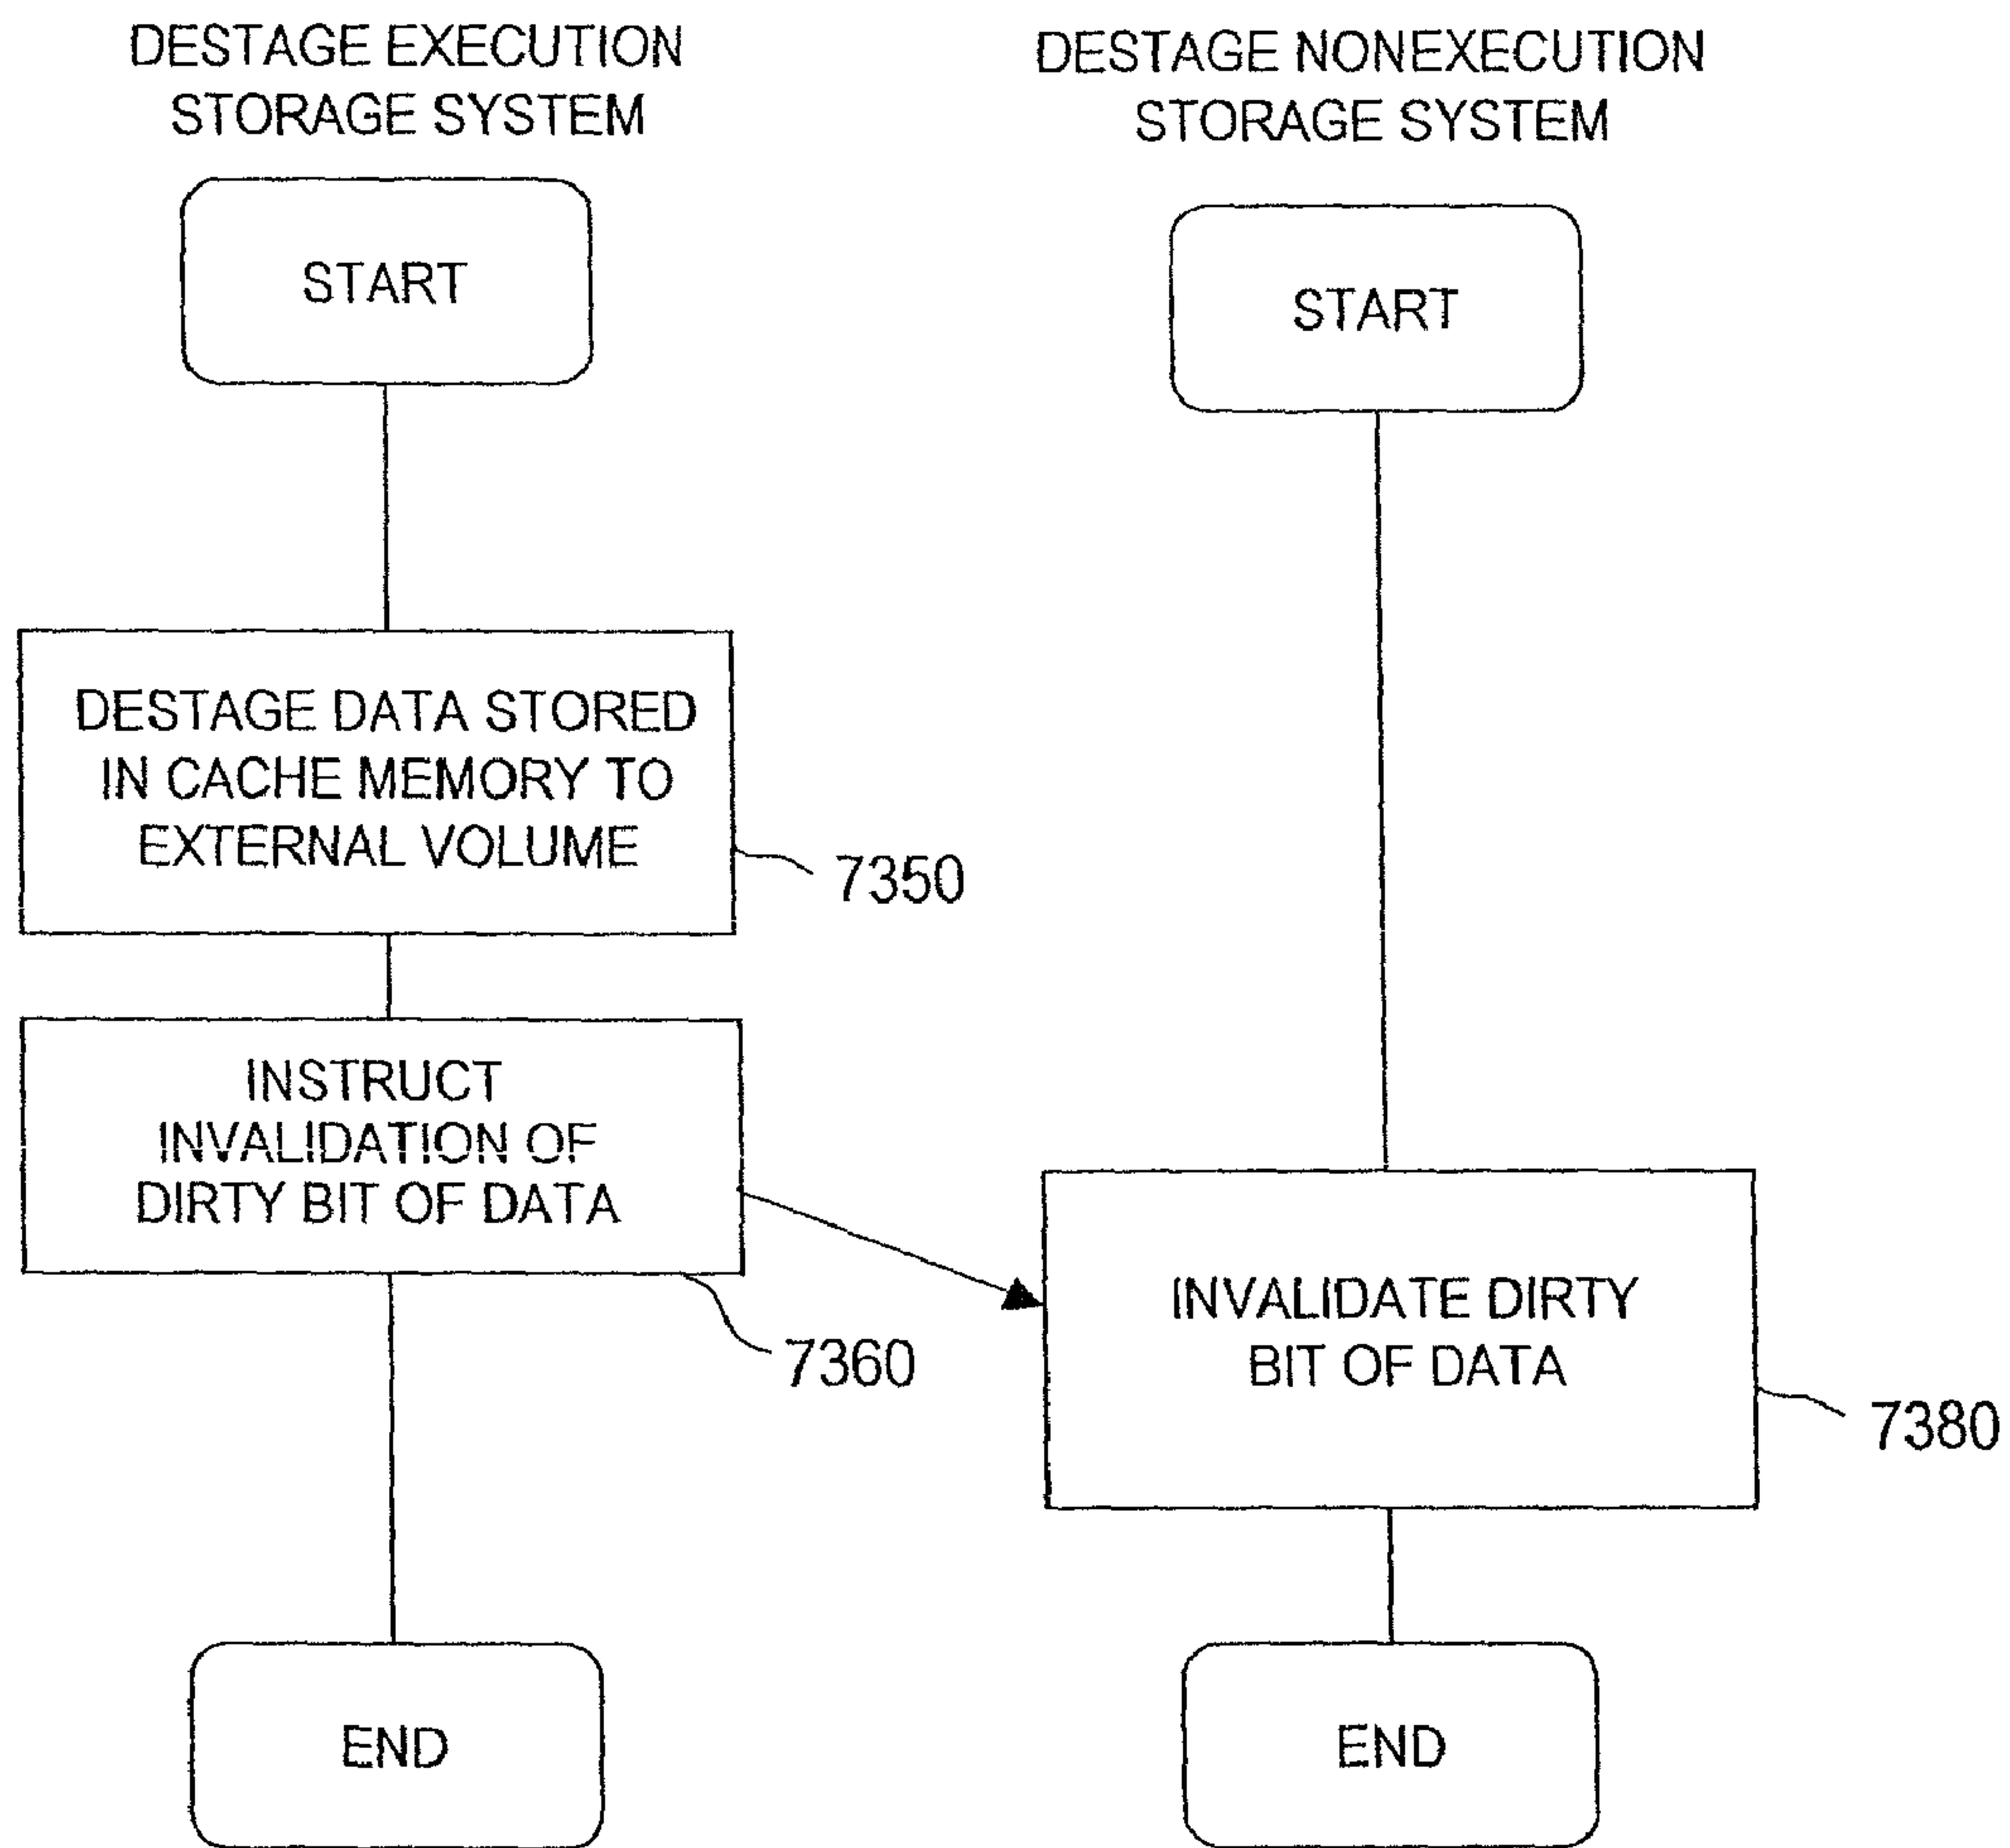 DESTAGE EXECUTION
STORAGE SYSTEM
START
DESTAGE DATA STORED
IN CACHE MEMORY TO
EXTERNAL VOLUME
7350
INSTRUCT
INVALIDATION OF
DIRTY BIT OF DATA
7360
END
DESTAGE NONEXECUTION
STORAGE SYSTEM
START
INVALIDATE DIRTY
BIT OF DATA
7380
END